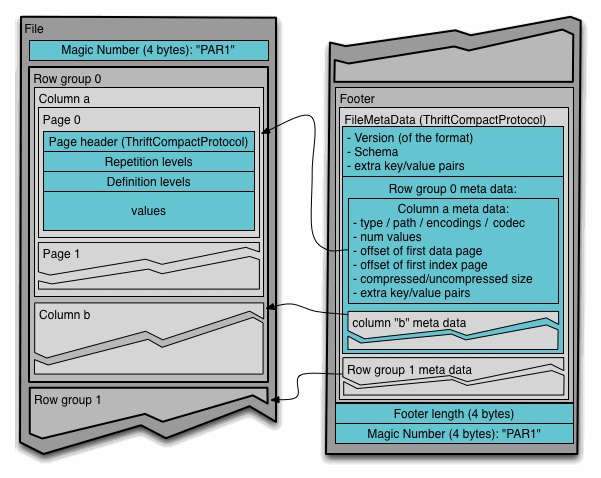 File
Magic Number (4 bytes): "PAR1"
Row group 0
Column a
Page 0
Page header (ThriftCompactProtocol)
Repetition levels
Definition levels
values
Page 1
Column b
Row group 1
Footer
FileMetaData (ThriftCompactProtocol)
- Version (of the format)
- Schema
- extra key/value pairs
Row group 0 meta data:
Column a meta data:
- type / path / encodings / codec
- num values
- offset of first data page
- offset of first index page
- compressed/uncompressed size
- extra key/value pairs
column "b" meta data
Row group 1 meta data
Footer length (4 bytes)
Magic Number (4 bytes): "PAR1"